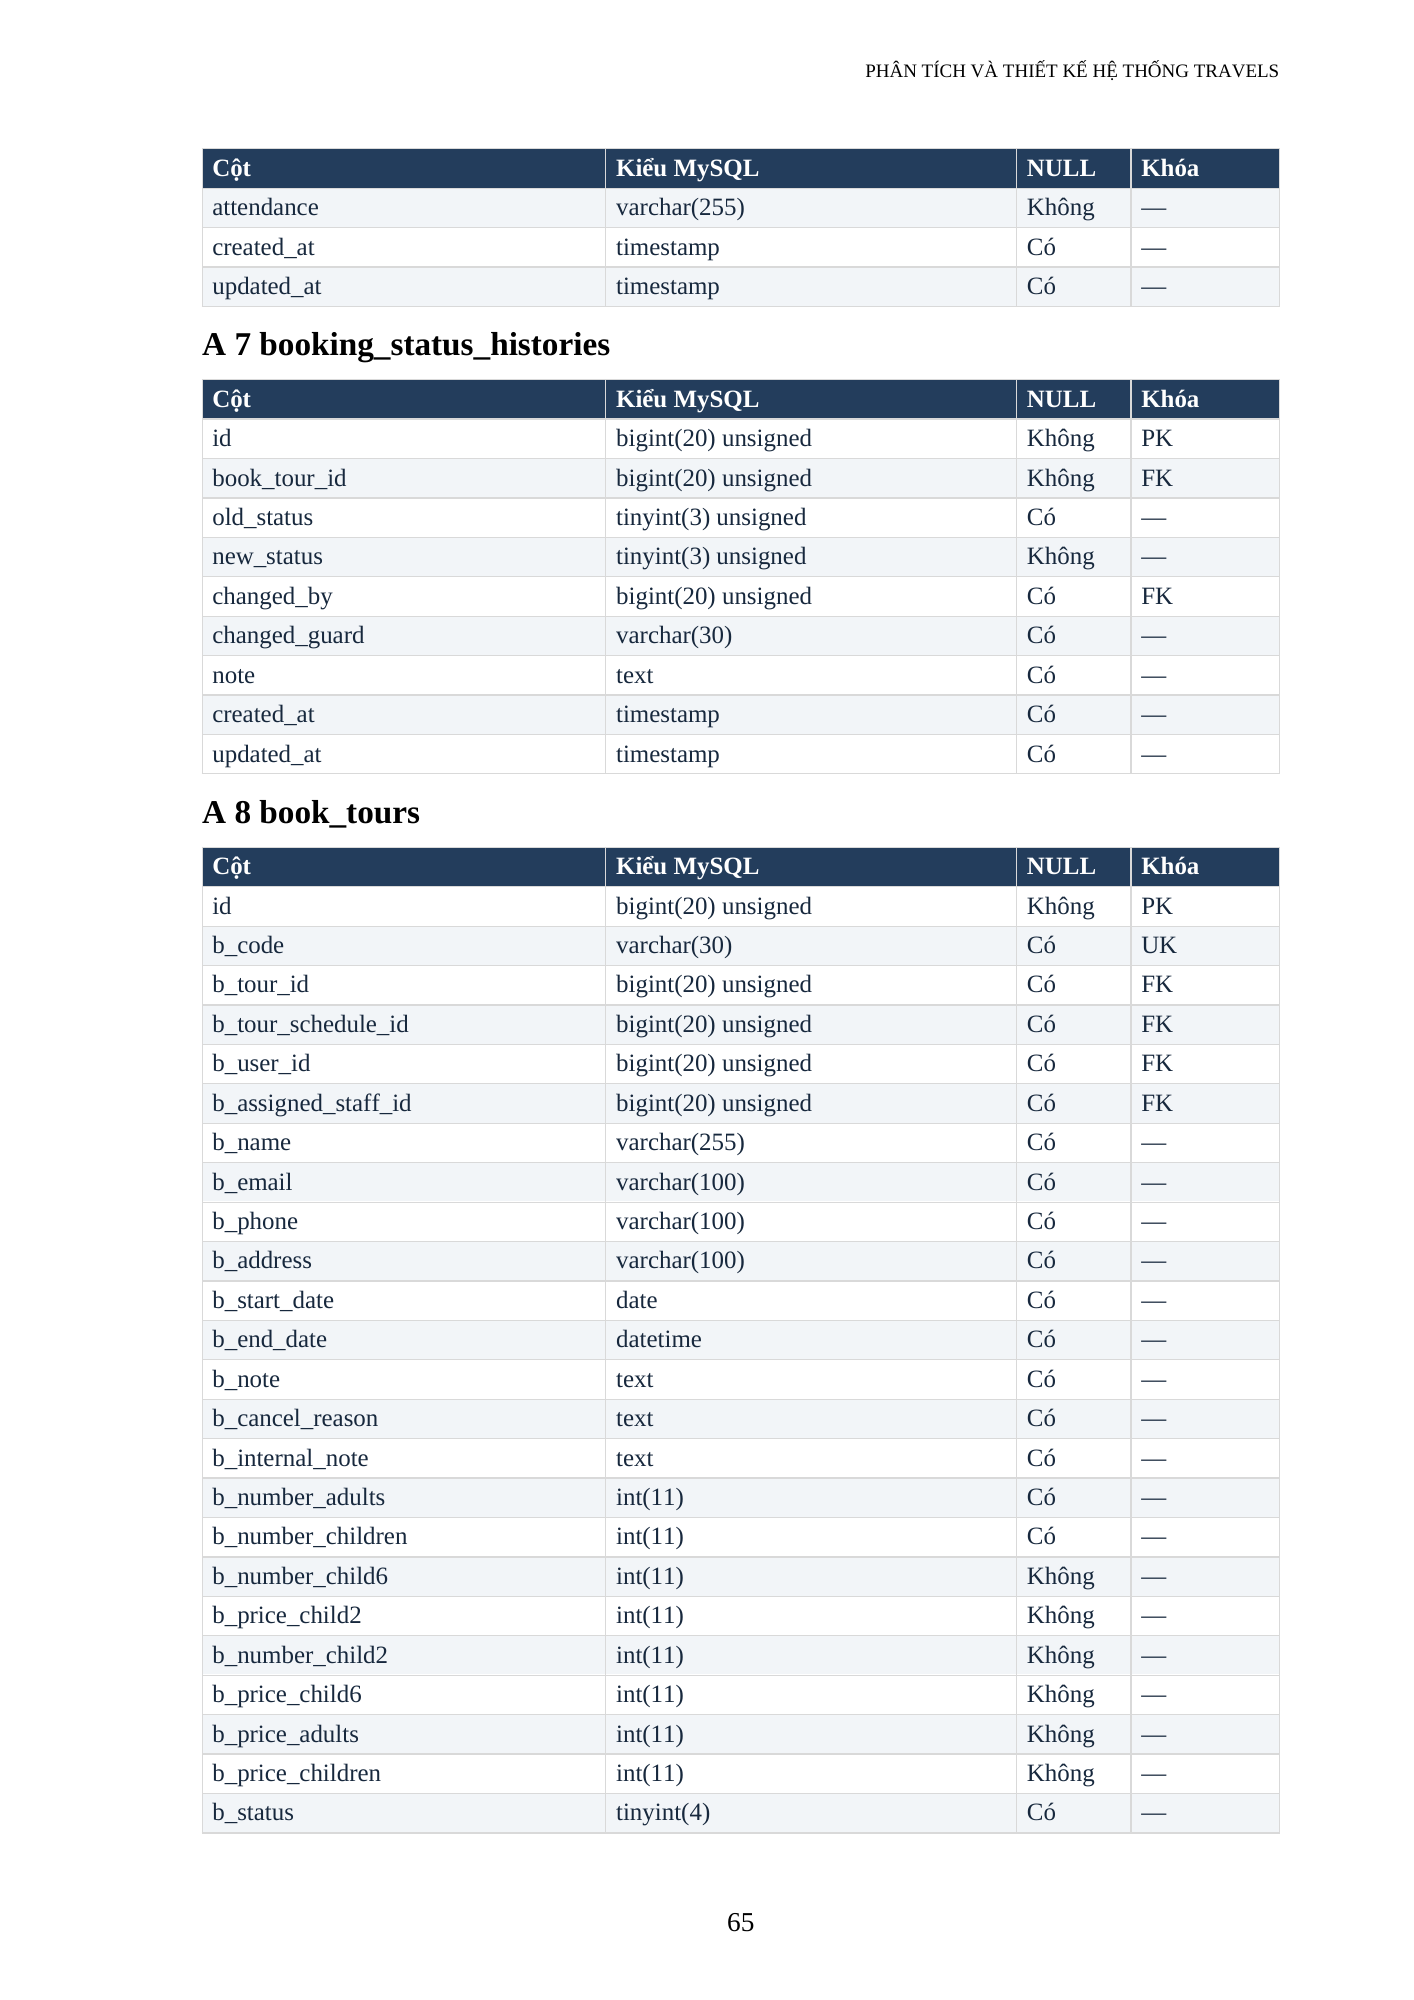 PHÂN TÍCH VÀ THIẾT KẾ HỆ THỐNG TRAVELS
Cột Kiểu MySQL NULL Khóa
attendance varchar(255) Không —
created_at timestamp Có —
updated_at timestamp Có —
A 7 booking_status_histories
Cột Kiểu MySQL NULL Khóa
id bigint(20) unsigned Không PK
book_tour_id bigint(20) unsigned Không FK
old_status tinyint(3) unsigned Có —
new_status tinyint(3) unsigned Không —
changed_by bigint(20) unsigned Có FK
changed_guard varchar(30) Có —
note text Có —
created_at timestamp Có —
updated_at timestamp Có —
A 8 book_tours
Cột Kiểu MySQL NULL Khóa
id bigint(20) unsigned Không PK
b_code varchar(30) Có UK
b_tour_id bigint(20) unsigned Có FK
b_tour_schedule_id bigint(20) unsigned Có FK
b_user_id bigint(20) unsigned Có FK
b_assigned_staff_id bigint(20) unsigned Có FK
b_name varchar(255) Có —
b_email varchar(100) Có —
b_phone varchar(100) Có —
b_address varchar(100) Có —
b_start_date date Có —
b_end_date datetime Có —
b_note text Có —
b_cancel_reason text Có —
b_internal_note text Có —
b_number_adults int(11) Có —
b_number_children int(11) Có —
b_number_child6 int(11) Không —
b_price_child2 int(11) Không —
b_number_child2 int(11) Không —
b_price_child6 int(11) Không —
b_price_adults int(11) Không —
b_price_children int(11) Không —
b_status tinyint(4) Có —
65